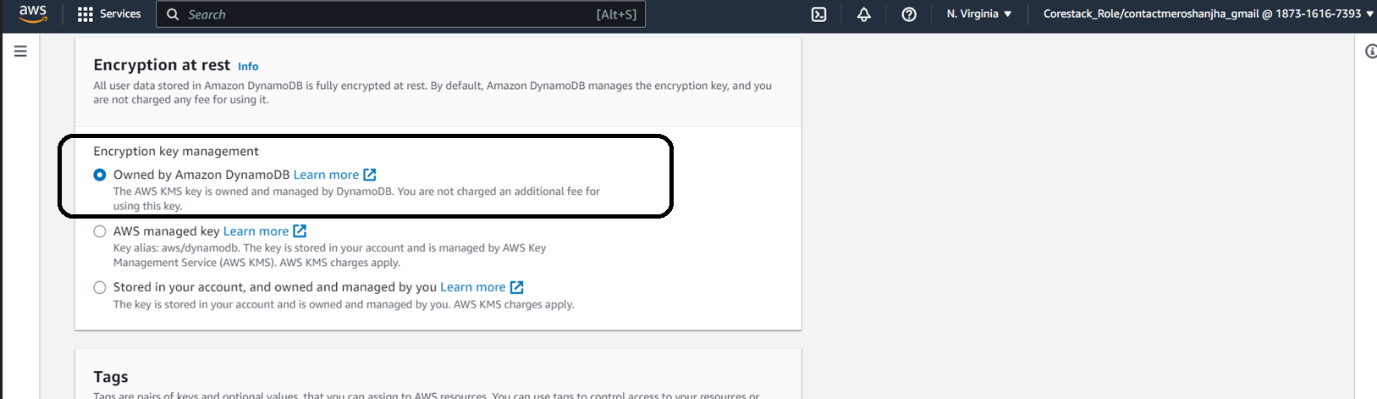 aws
Services
Search
[Alt+S]
N. Virginia
Corestack_Role/contactmeroshanjha_gmail @ 1873-1616-7393
Encryption at rest Info
All user data stored in Amazon DynamoDB is fully encrypted at rest. By default, Amazon DynamoDB manages the encryption key, and you
are not charged any fee for using it.
Encryption key management
Owned by Amazon DynamoDB Learn more
The AWS KMS key is owned and managed by DynamoDB. You are not charged an additional fee for
using this key.
AWS managed key Learn more
Key alias: aws/dynamodb. The key is stored in your account and is managed by AWS Key
Management Service (AWS KMS). AWS KMS charges apply.
Stored in your account, and owned and managed by you Learn more
The key is stored in your account and is owned and managed by you. AWS KMS charges apply.
Tags
Tags are pairs of keys and optional values, that you can assign to AWS resources. You can use tags to control access to your resources or